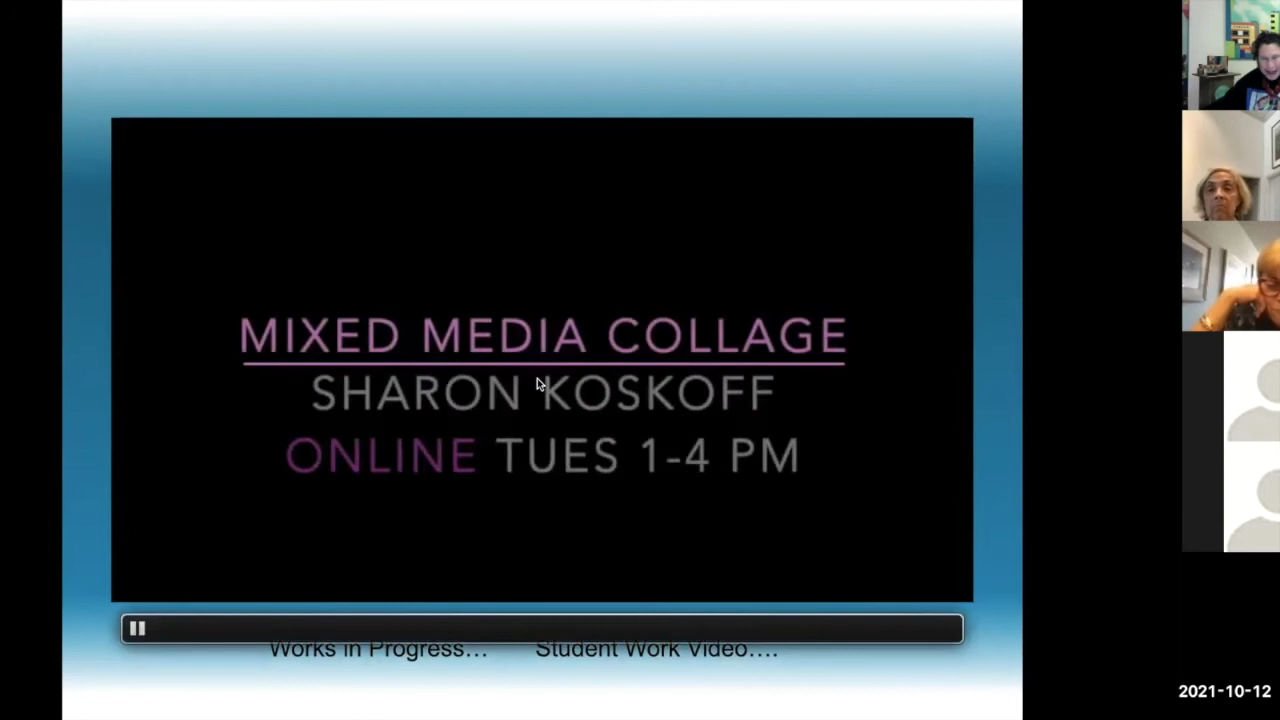 MIXED MEDIA COLLAGE
SHARON KOSKOFF
ONLINE TUES 1-4 PM
Works in Progress... Student Work Video....
2021-10-12